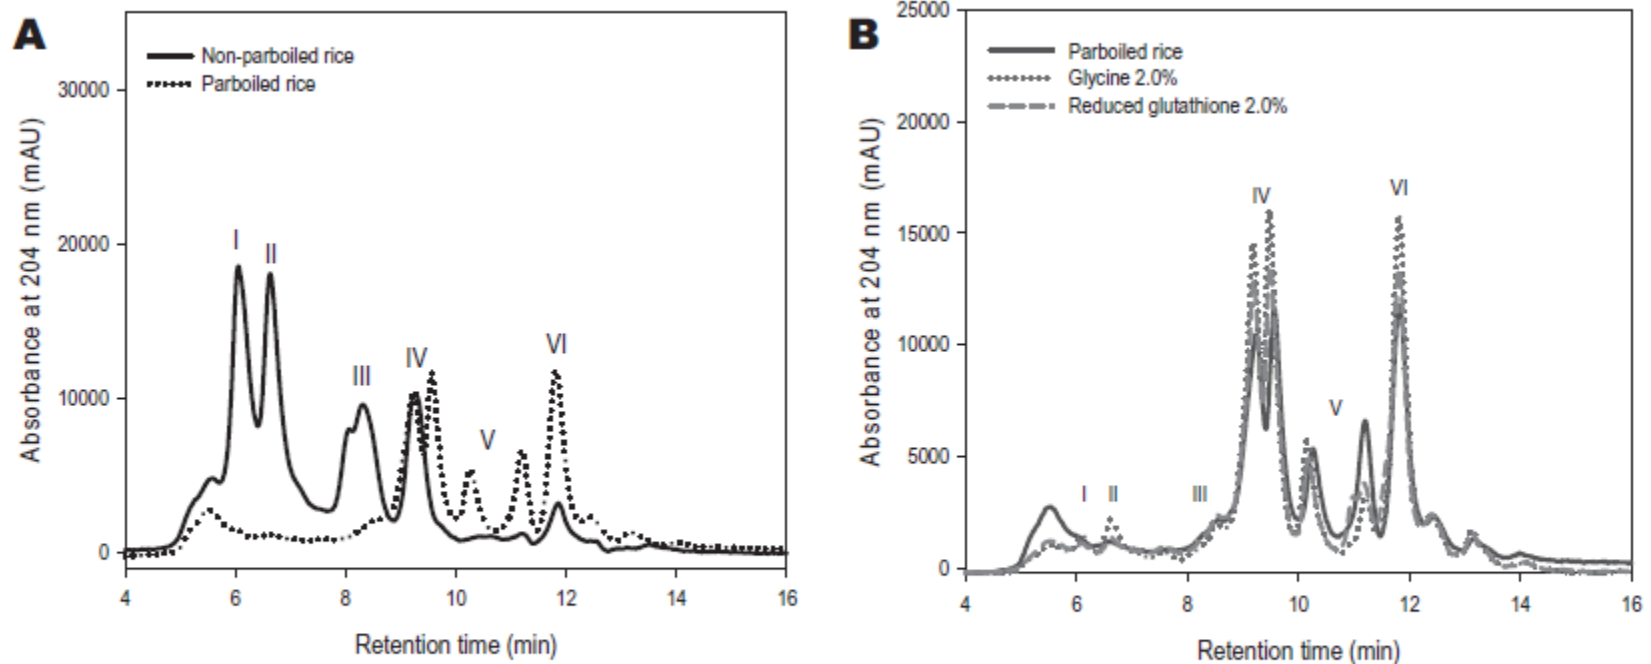 A
Non-parboiled rice
Parboiled rice
Absorbance at 204 nm (mAU)
30000
20000
10000
0
I
II
III
IV
V
VI
4 6 8 10 12 14 16
Retention time (min)
B
Parboiled rice
Glycine 2.0%
Reduced glutathione 2.0%
Absorbance at 204 nm (mAU)
25000
20000
15000
10000
5000
0
I
II
III
IV
V
VI
4 6 8 10 12 14 16
Retention time (min)